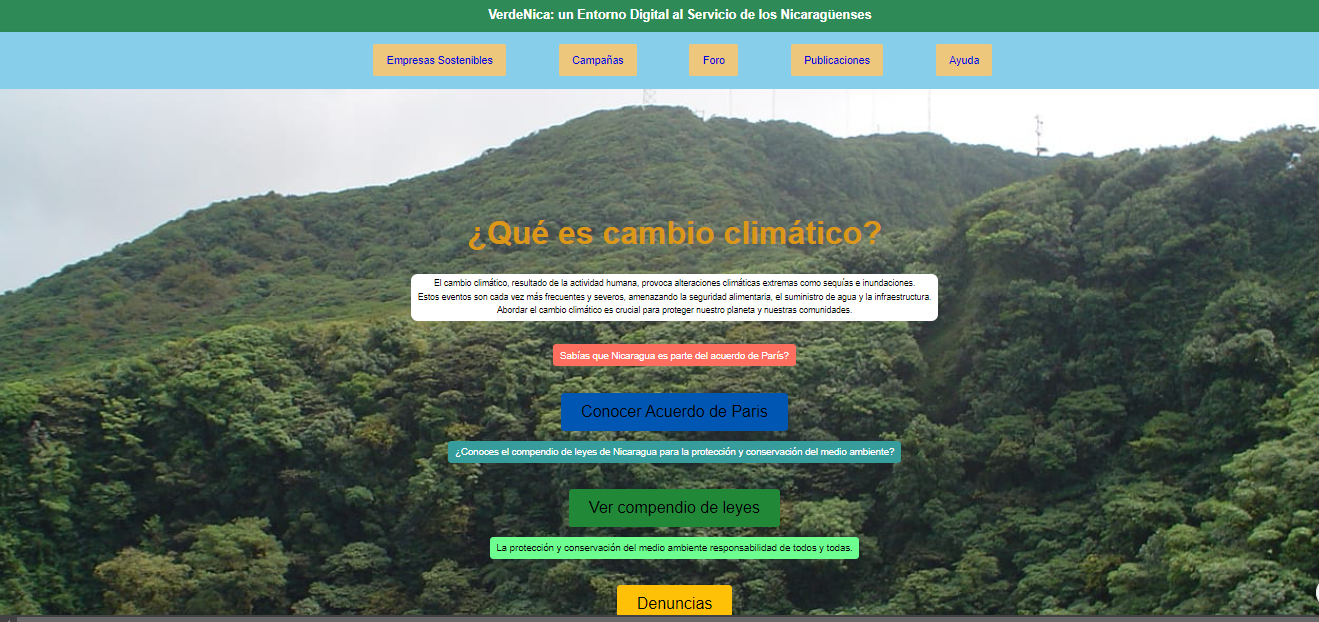 VerdeNica: un Entorno Digital al Servicio de los Nicaragüenses
Empresas Sostenibles
Campañas
Foro
Publicaciones
Ayuda
¿Qué es cambio climático?
El cambio climático, resultado de la actividad humana, provoca alteraciones climáticas extremas como sequías e inundaciones.
Estos eventos son cada vez más frecuentes y severos, amenazando la seguridad alimentaria, el suministro de agua y la infraestructura.
Abordar el cambio climático es crucial para proteger nuestro planeta y nuestras comunidades.
Sabías que Nicaragua es parte del acuerdo de París?
Conocer Acuerdo de Paris
¿Conoces el compendio de leyes de Nicaragua para la protección y conservación del medio ambiente?
Ver compendio de leyes
La protección y conservación del medio ambiente responsabilidad de todos y todas.
Denuncias